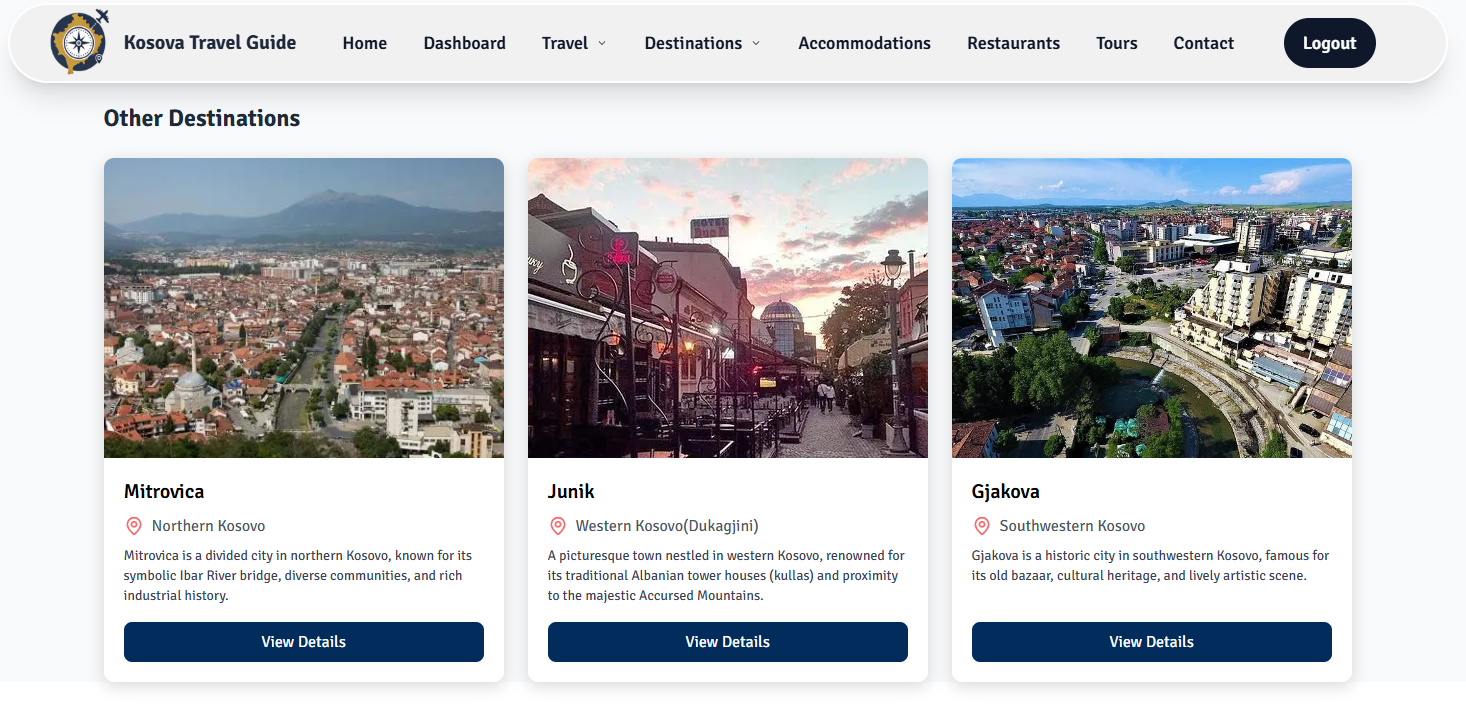 Kosova Travel Guide Home Dashboard Travel Destinations Accommodations Restaurants Tours Contact Logout
Other Destinations
HOTEL
Mitrovica
Northern Kosovo
Mitrovica is a divided city in northern Kosovo, known for its
symbolic Ibar River bridge, diverse communities, and rich
industrial history.
View Details
Junik
Western Kosovo(Dukagjini)
A picturesque town nestled in western Kosovo, renowned for
its traditional Albanian tower houses (kullas) and proximity
to the majestic Accursed Mountains.
View Details
Gjakova
Southwestern Kosovo
Gjakova is a historic city in southwestern Kosovo, famous for
its old bazaar, cultural heritage, and lively artistic scene.
View Details